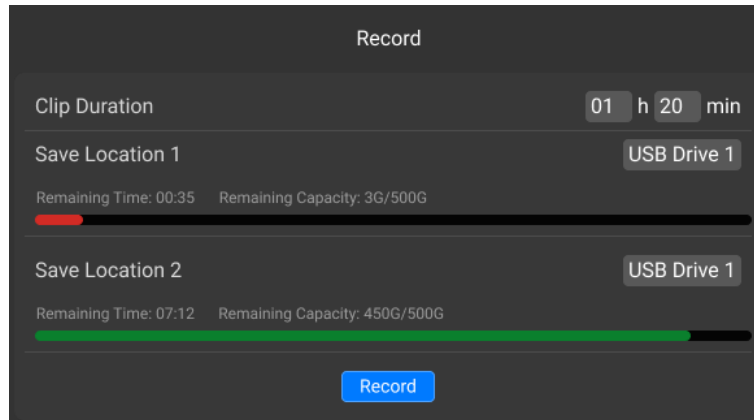 Record
Clip Duration 01 h 20 min
Save Location 1 USB Drive 1
Remaining Time: 00:35 Remaining Capacity: 3G/500G
Save Location 2 USB Drive 1
Remaining Time: 07:12 Remaining Capacity: 450G/500G
Record